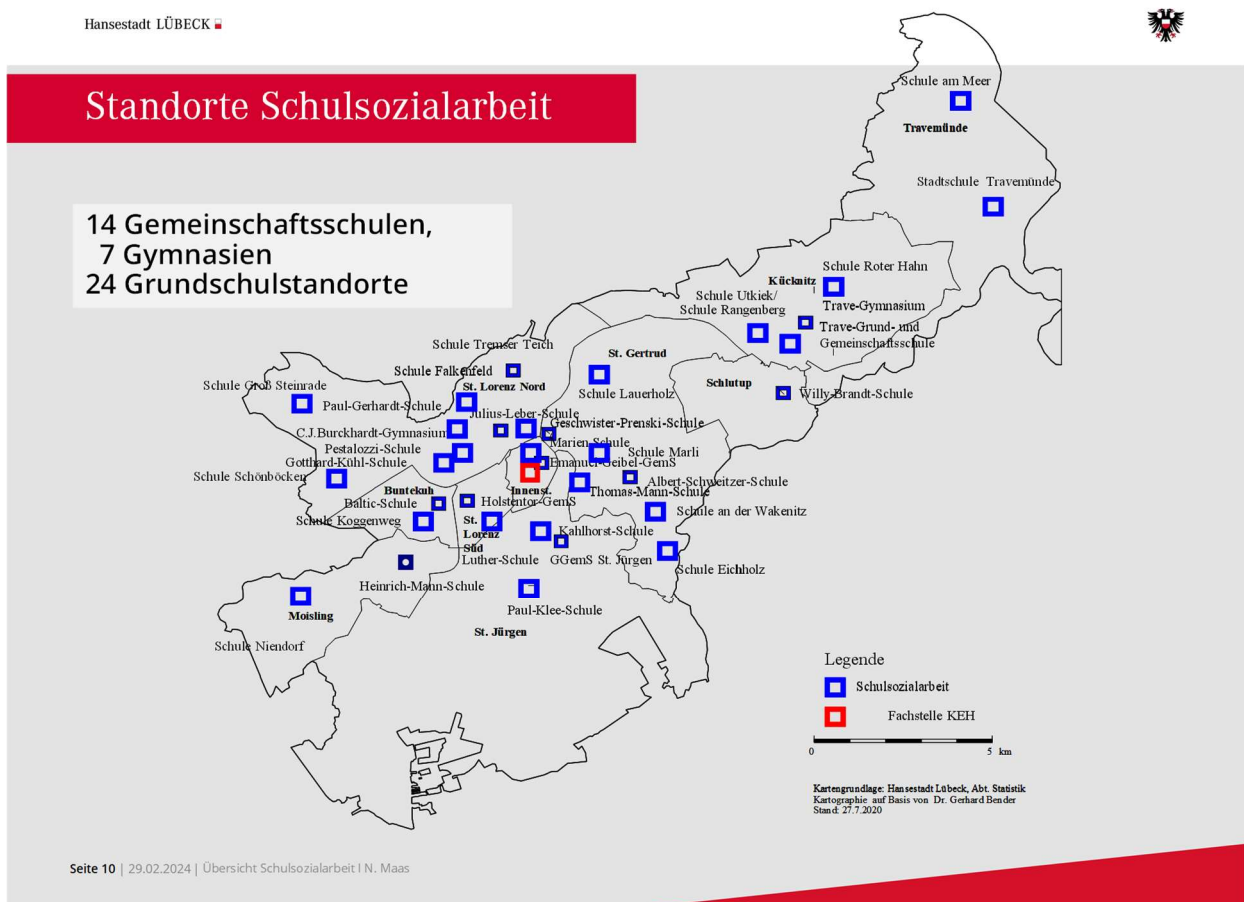 Hansestadt LÜBECK
Standorte Schulsozialarbeit
14 Gemeinschaftsschulen,
7 Gymnasien
24 Grundschulstandorte
Schule am Meer
Travemünde
Stadtschule Travemünde
Schule Roter Hahn
Kücknitz
Schule Utkiek/
Schule Rangenberg
Trave-Gymnasium
Trave-Grund- und
Gemeinschaftsschule
Schule Tremser Teich
St. Gertrud
Schule Falkenfeld
St. Lorenz Nord
Schlutup
Schule Groß Steinrade
Schule Lauerholz
Willy-Brandt-Schule
Paul-Gerhardt-Schule
Julius-Leber-Schule
Geschwister-Prenski-Schule
C.J.Burckhardt-Gymnasium
Marien-Schule
Pestalozzi-Schule
Schule Marli
Gotthard-Kühl-Schule
Emanuel-Geibel-GemS
Schule Schönböcken
Albert-Schweitzer-Schule
Buntekuh
Innenst.
Thomas-Mann-Schule
Baltic-Schule
Holstentor-GemS
Schule an der Wakenitz
Schule Koggenweg
St.
Lorenz
Süd
Kahlhorst-Schule
Luther-Schule
GGemS St. Jürgen
Schule Eichholz
Heinrich-Mann-Schule
Paul-Klee-Schule
Moisling
St. Jürgen
Schule Niendorf
Legende
Schulsozialarbeit
Fachstelle KEH
0 5 km
Kartengrundlage: Hansestadt Lübeck, Abt. Statistik
Kartographie auf Basis von Dr. Gerhard Bender
Stand: 27.7.2020
Seite 10 | 29.02.2024 | Übersicht Schulsozialarbeit I N. Maas